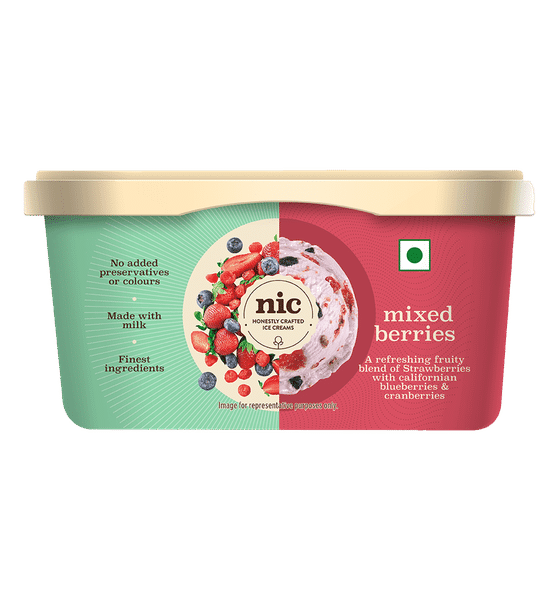 No added
preservatives
or colours
Made with
milk
Finest
ingredients
nic
HONESTLY CRAFTED
ICE CREAMS
mixed
berries
A refreshing fruity
blend of Strawberries
with californian
blueberries &
cranberries
Image for representative purposes only.